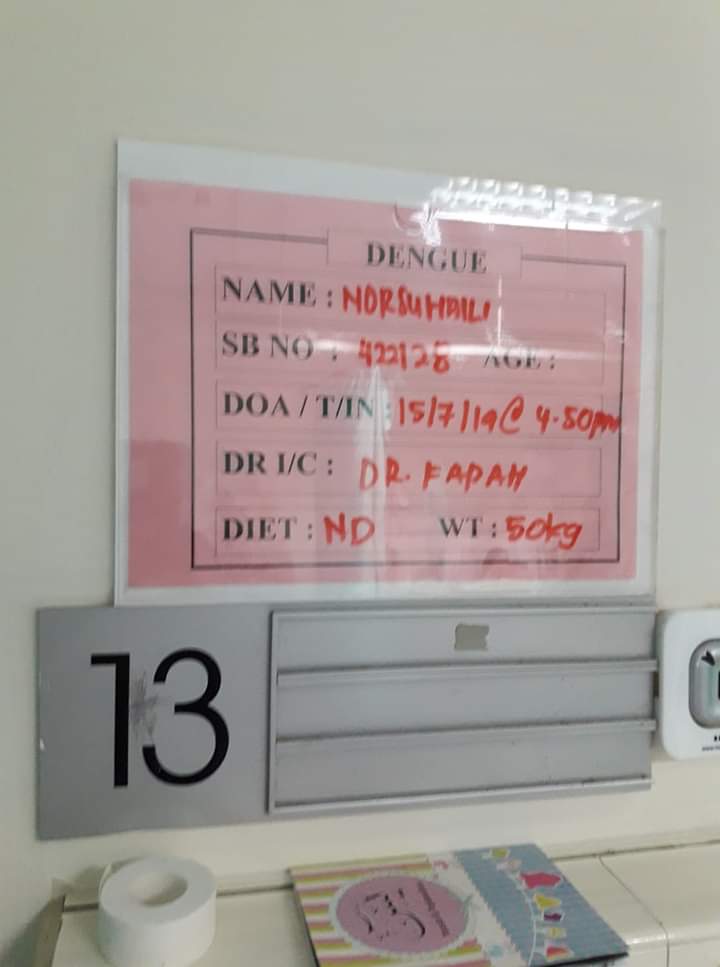 DENGUE
NAME : NORSUHAILI
SB NO : 422128 AGE :
DOA / T/IN : 15/7/19 @ 4.50pm
DR I/C : DR. FADAH
DIET : ND WT : 50kg
13